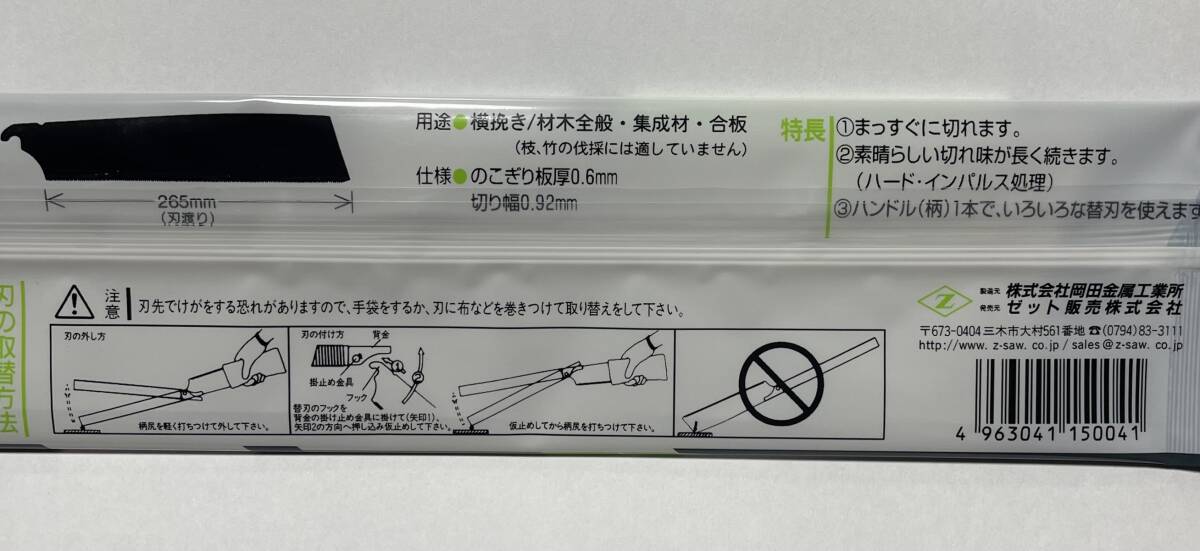 265mm
(刃渡り)
用途●横挽き/材木全般・集成材・合板
(枝、竹の伐採には適していません)
仕様●のこぎり板厚0.6mm
切り幅0.92mm
特長
①まっすぐに切れます。
②素晴らしい切れ味が長く続きます。
(ハード・インパルス処理)
③ハンドル(柄)1本で、いろいろな替刃を使えます
刃の取替方法
注意
刃先でけがをする恐れがありますので、手袋をするか、刃に布などを巻きつけて取り替えをして下さい。
刃の外し方
柄尻を軽く打ちつけて外して下さい。
刃の付け方
背金
掛止め金具
フック
替刃のフックを
背金の掛け止め金具に掛けて(矢印1)、
矢印2の方向へ押し込み仮止めして下さい。
仮止めしてから柄尻を打ちつけて下さい。
Z
製造元 株式会社岡田金属工業所
発売元 ゼット販売株式会社
〒673-0404 三木市大村561番地 ☎(0794)83-3111
http://www. z-saw. co.jp / sales@z-saw. co.jp
4 963041 150041